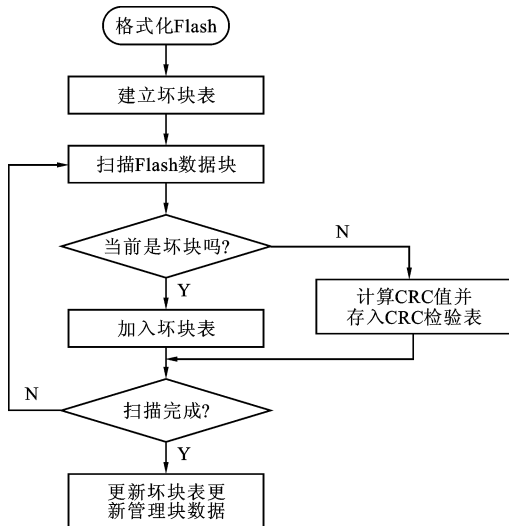 格式化Flash
建立坏块表
扫描Flash数据块
当前是坏块吗?
N
Y
计算CRC值并
存入CRC检验表
加入坏块表
N
扫描完成?
Y
更新坏块表更
新管理块数据